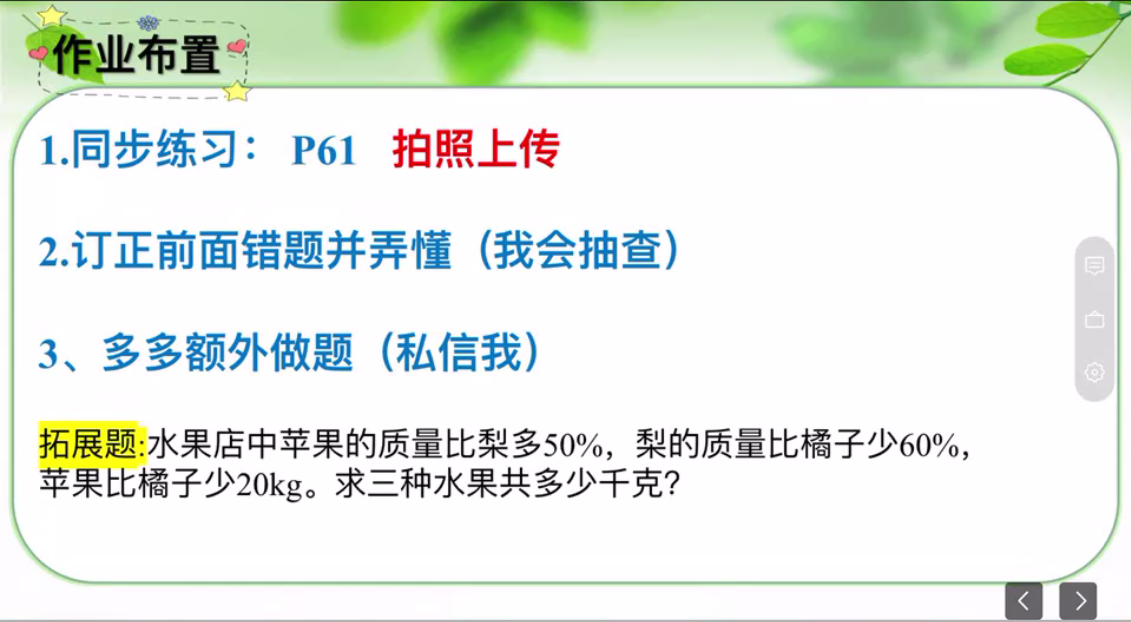 作业布置
1.同步练习： P61 拍照上传
2.订正前面错题并弄懂（我会抽查）
3、多多额外做题（私信我）
拓展题:水果店中苹果的质量比梨多50%，梨的质量比橘子少60%，
苹果比橘子少20kg。求三种水果共多少千克？